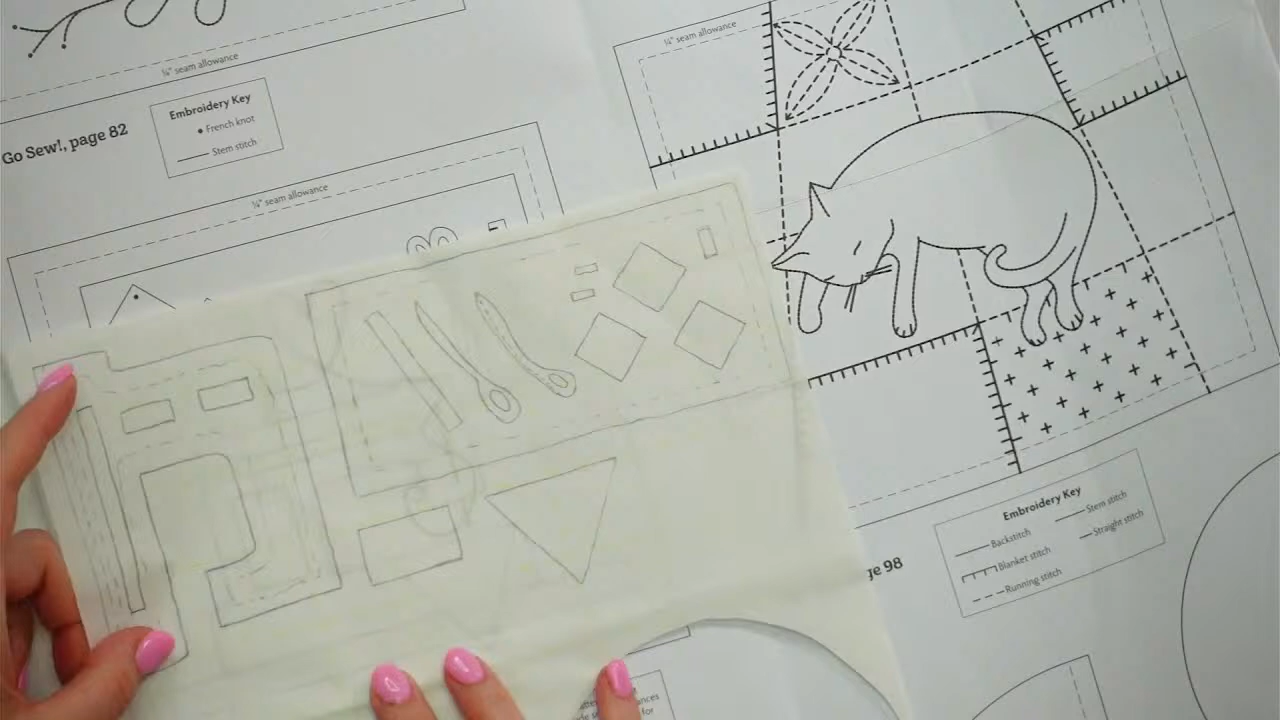 ¼" seam allowance
Embroidery Key
French knot
Stem stitch
Go Sew!, page 82
¼" seam allowance
¼" seam allowance
Embroidery Key
Backstitch
Stem stitch
Blanket stitch
Straight stitch
Running stitch
ge 98
for